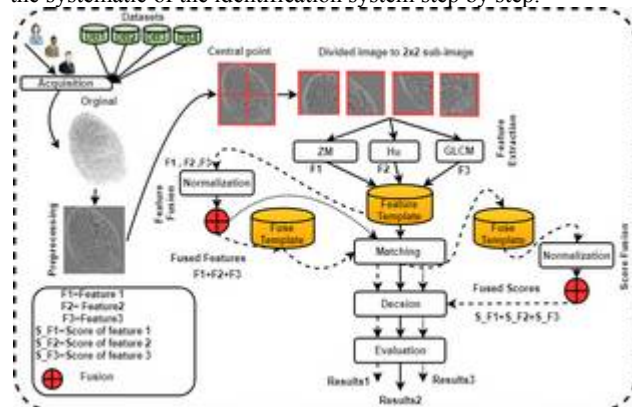 the systematic of the identification system step by step.
Datasets
DB1 DB2 DB3 DB4
Acquisition
Orginal
Central point
Divided image to 2x2 sub-image
ZM
Hu
GLCM
F1
F2
F3
Feature
Extraction
F1 , F2 ,F3
Normalization
Feature
Fusion
Fuse
Template
Feature
Template
Fuse
Template
Fused Features
F1+F2+F3
Matching
Normalization
Score Fusion
Preprocessing
Decsion
Fused Scores
S_F1+S_F2+S_F3
Evaluation
Results1
Results2
Results3
F1=Feature 1
F2= Feature2
F3=Feature3
S_F1=Score of feature 1
S_F2=Score of feature 2
S_F3=Score of feature 3
Fusion